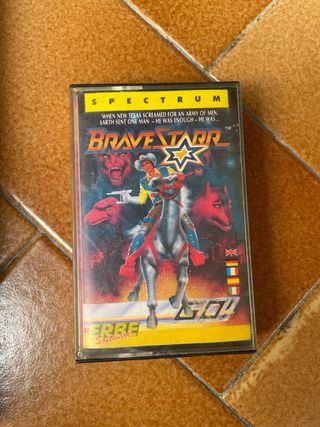 SPECTRUM
WHEN NEW TEXAS SCREAMED FOR AN ARMY OF MEN,
EARTH SENT ONE MAN - HE WAS ENOUGH - HE WAS...
BRAVESTARR
TM
ERBE
Software
GO!